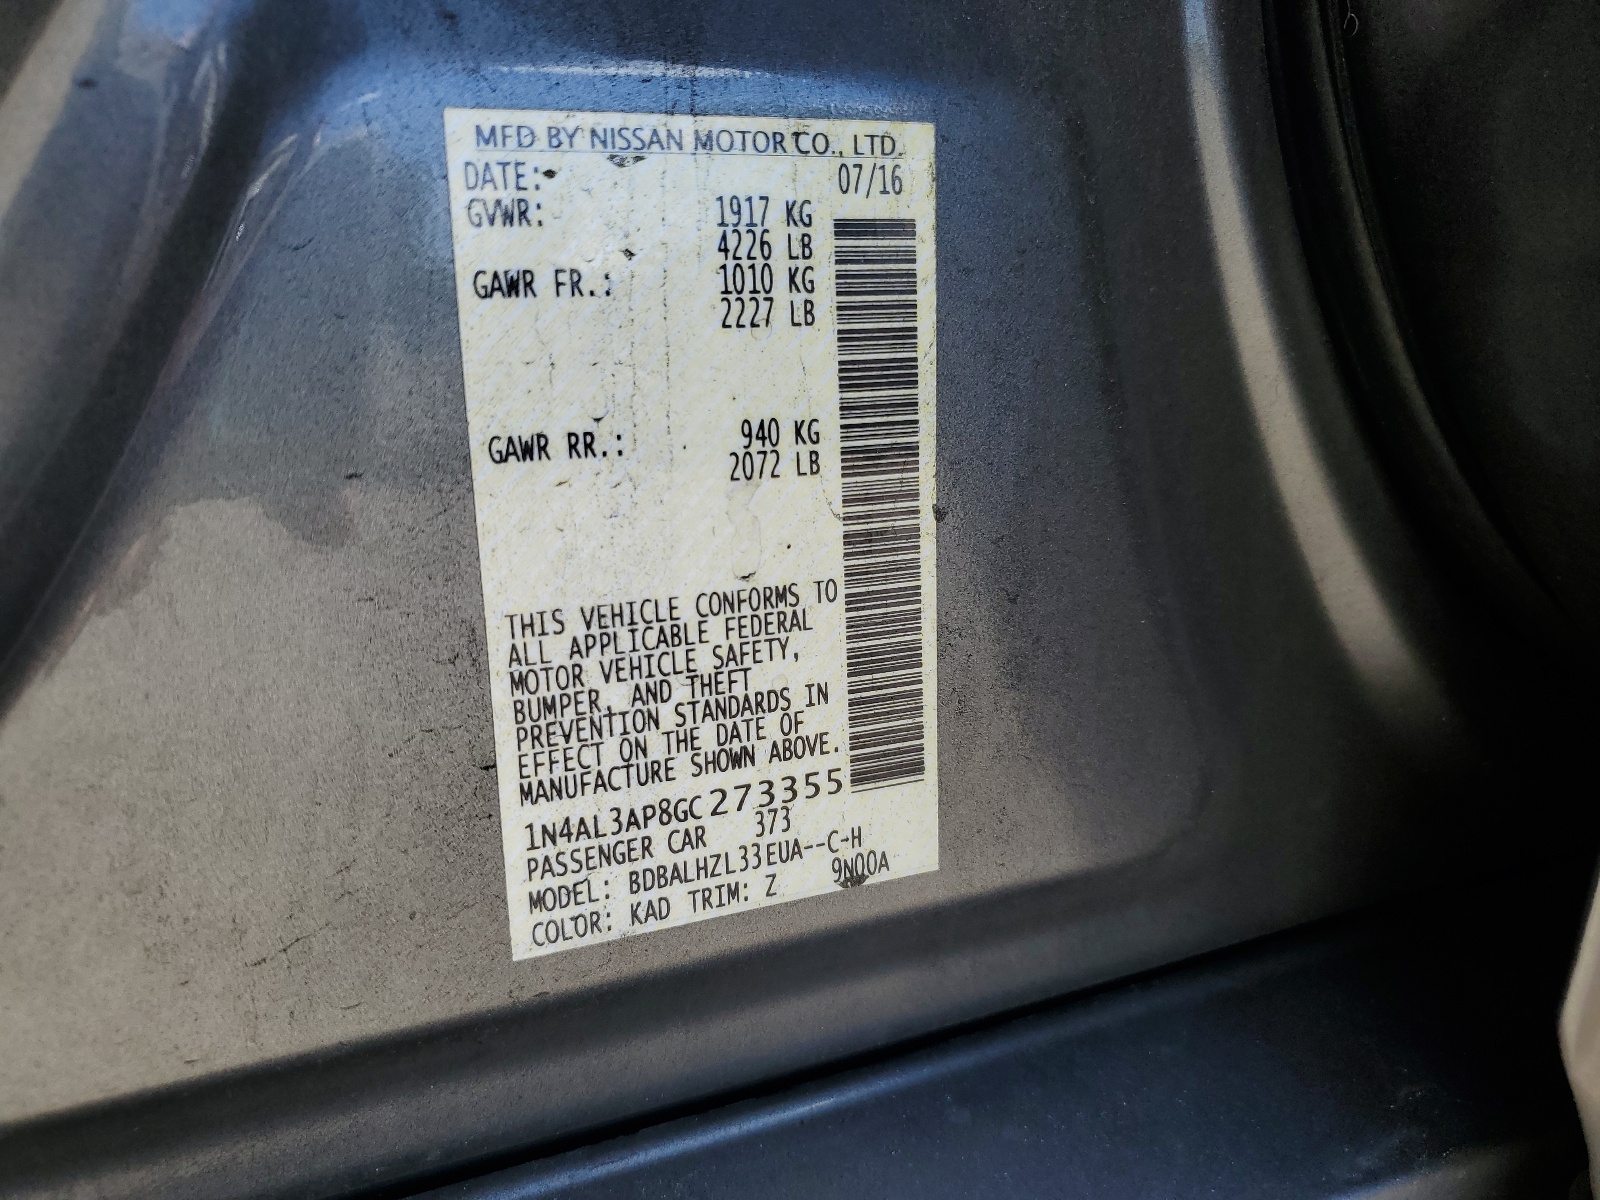 MFD BY NISSAN MOTOR CO., LTD.
DATE: 07/16
GVWR: 1917 KG
4226 LB
GAWR FR.: 1010 KG
2227 LB
GAWR RR.: 940 KG
2072 LB
THIS VEHICLE CONFORMS TO
ALL APPLICABLE FEDERAL
MOTOR VEHICLE SAFETY,
BUMPER, AND THEFT
PREVENTION STANDARDS IN
EFFECT ON THE DATE OF
MANUFACTURE SHOWN ABOVE.
1N4AL3AP8GC273355
PASSENGER CAR 373
MODEL: BDBALHZL33EUA--C-H
COLOR: KAD TRIM: Z 9N00A